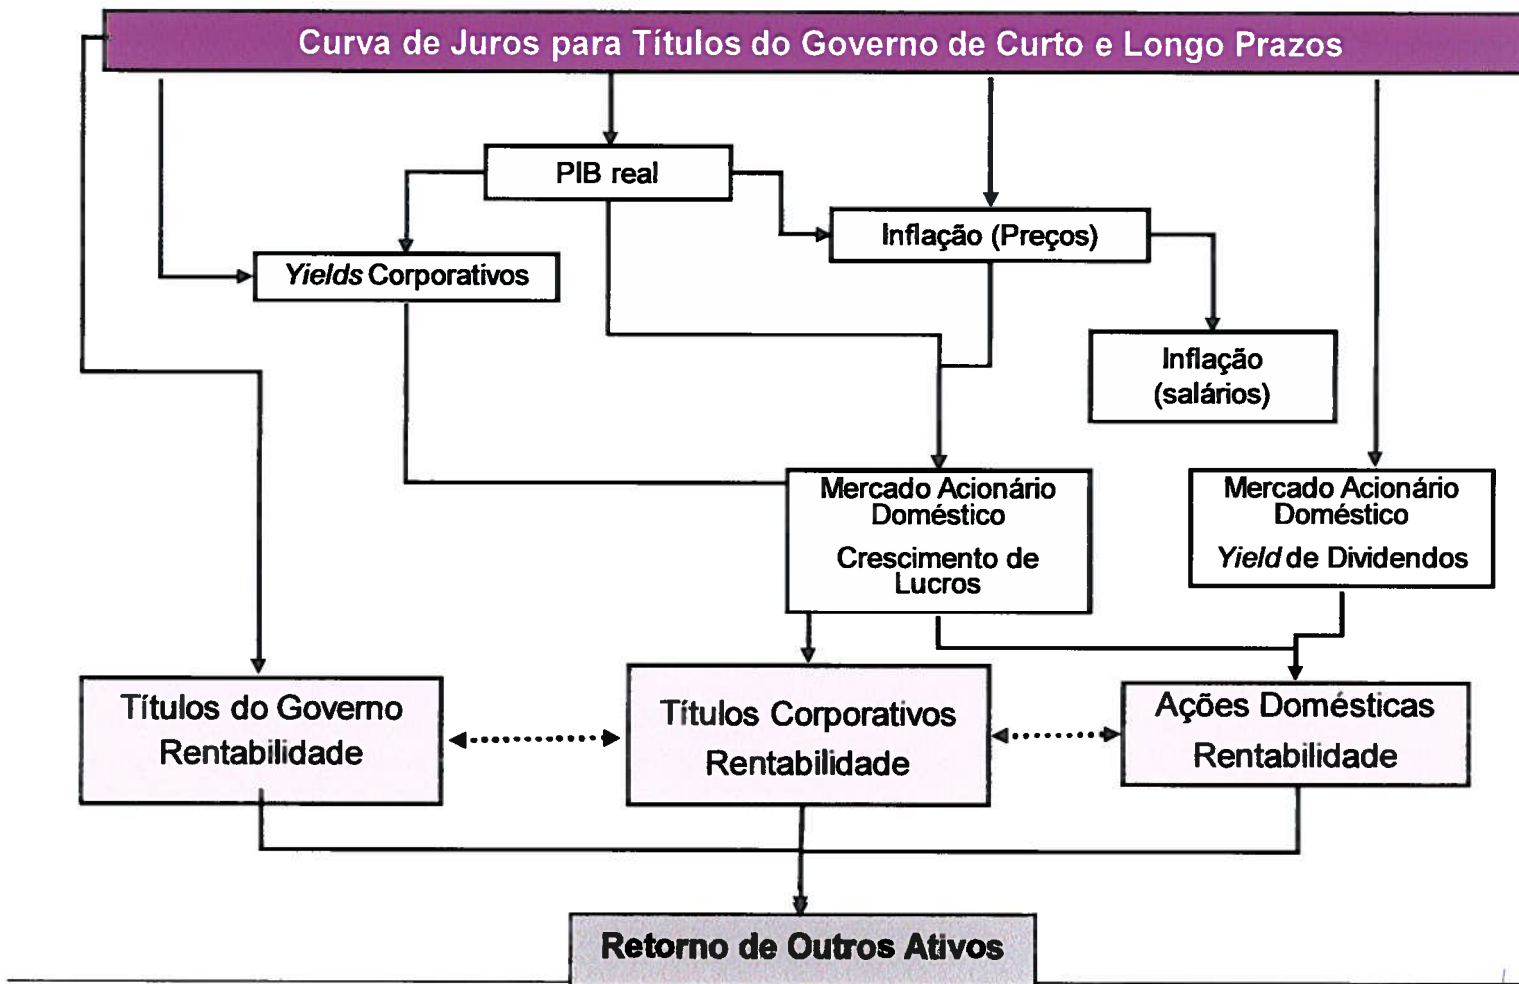 Curva de Juros para Títulos do Governo de Curto e Longo Prazos
PIB real
Inflação (Preços)
Yields Corporativos
Inflação
(salários)
Mercado Acionário
Doméstico
Crescimento de
Lucros
Mercado Acionário
Doméstico
Yield de Dividendos
Títulos do Governo
Rentabilidade
Títulos Corporativos
Rentabilidade
Ações Domésticas
Rentabilidade
Retorno de Outros Ativos